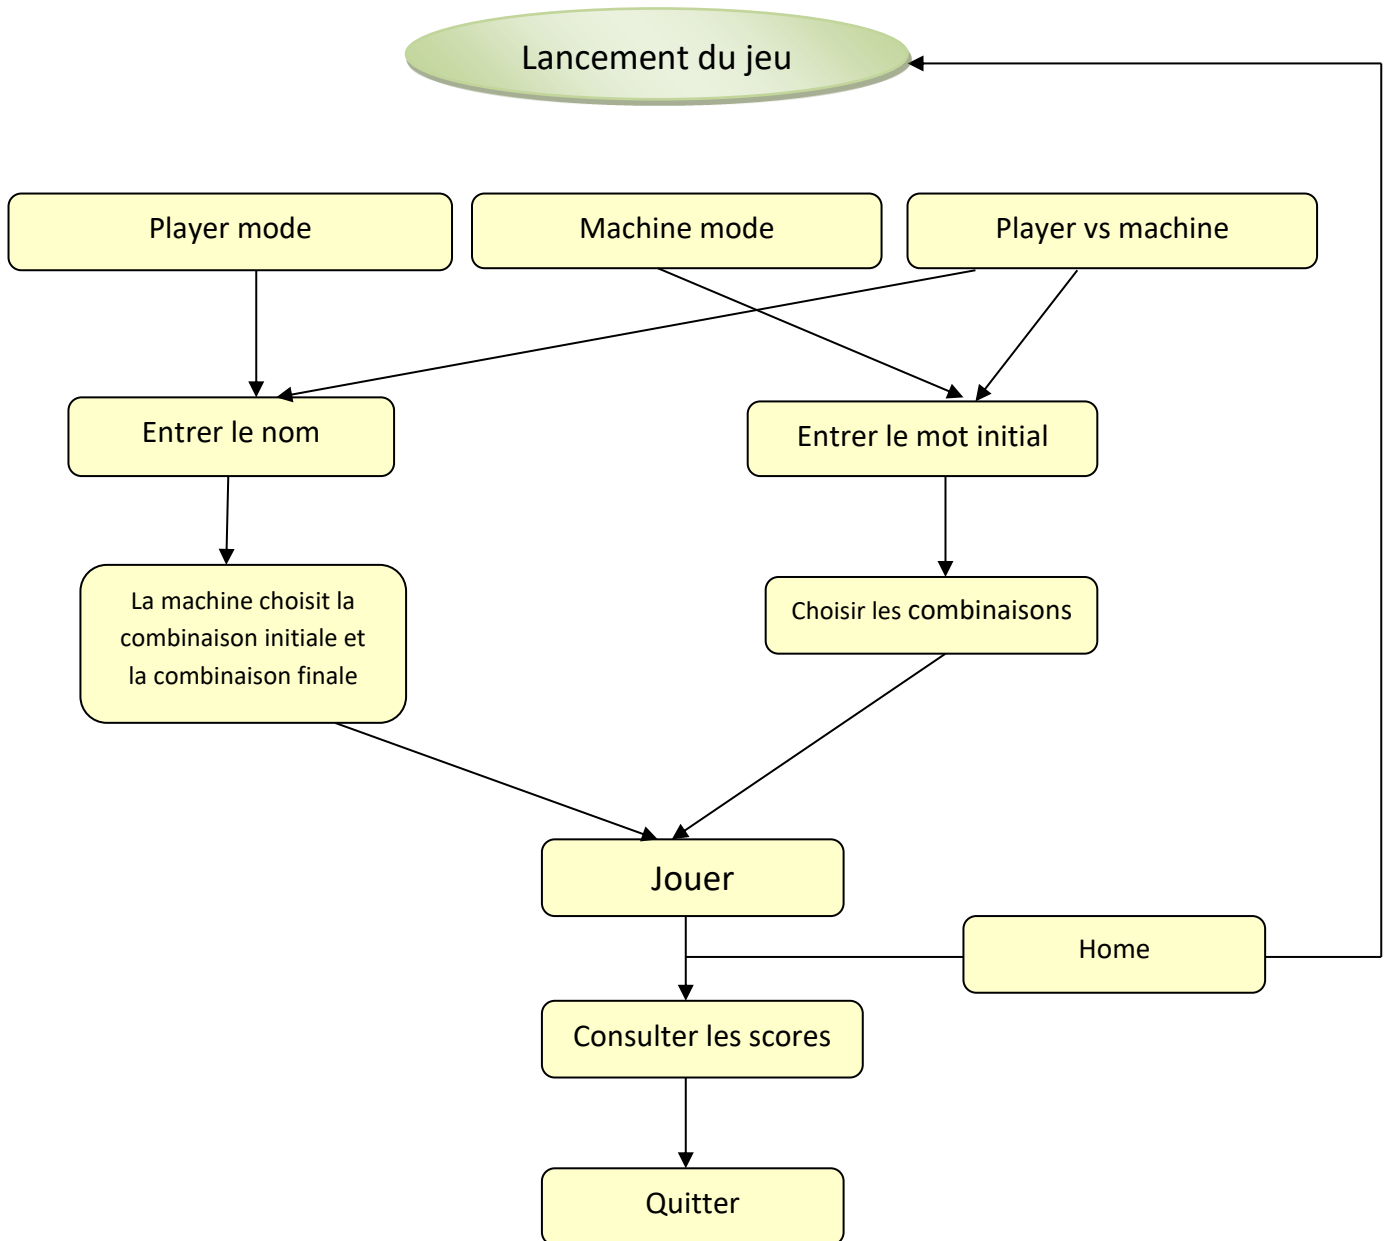 Lancement du jeu
Player mode
Machine mode
Player vs machine
Entrer le nom
Entrer le mot initial
La machine choisit la
combinaison initiale et
la combinaison finale
Choisir les combinaisons
Jouer
Home
Consulter les scores
Quitter